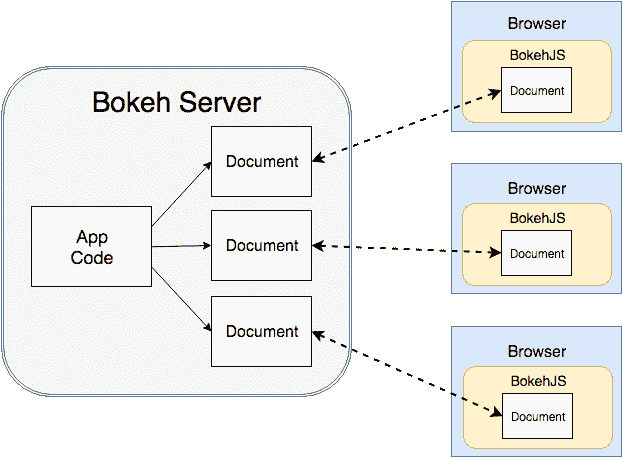 Bokeh Server
App
Code
Document
Document
Document
Browser
BokehJS
Document
Browser
BokehJS
Document
Browser
BokehJS
Document